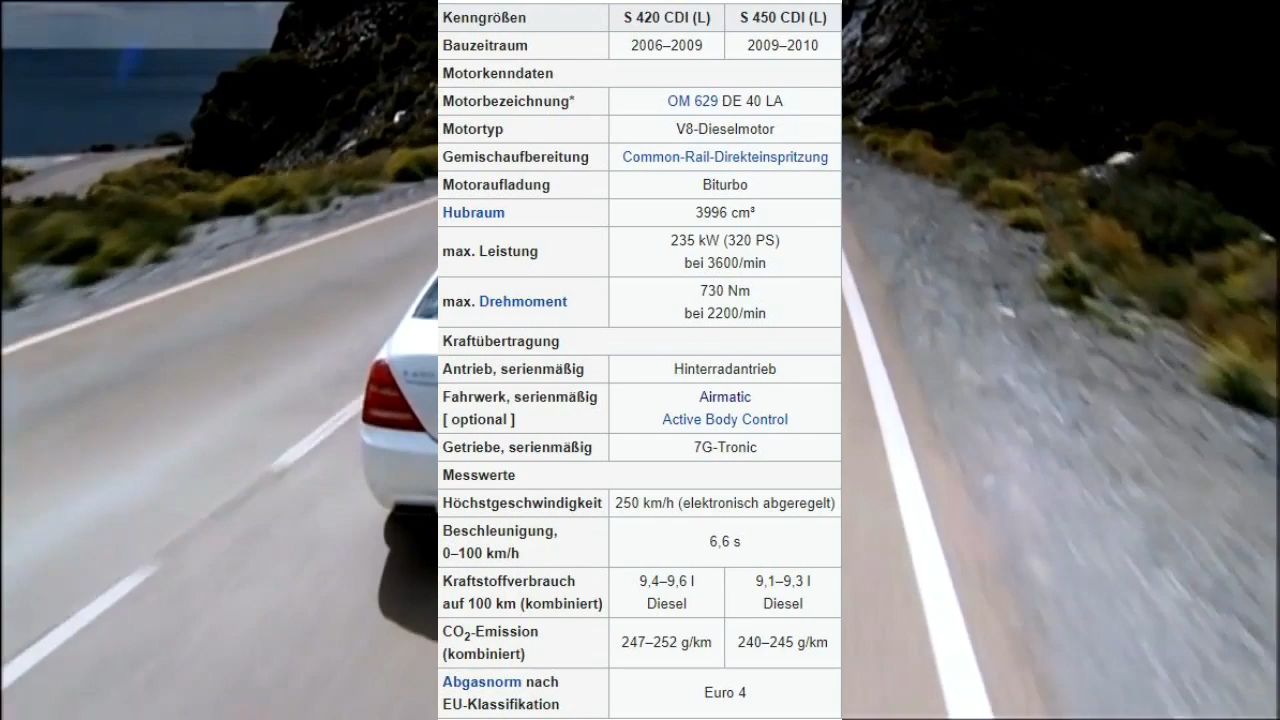 Kenngrößen S 420 CDI (L) S 450 CDI (L)
Bauzeitraum 2006–2009 2009–2010
Motorkenndaten
Motorbezeichnung* OM 629 DE 40 LA
Motortyp V8-Dieselmotor
Gemischaufbereitung Common-Rail-Direkteinspritzung
Motoraufladung Biturbo
Hubraum 3996 cm³
max. Leistung 235 kW (320 PS)
bei 3600/min
max. Drehmoment 730 Nm
bei 2200/min
Kraftübertragung
Antrieb, serienmäßig Hinterradantrieb
Fahrwerk, serienmäßig Airmatic
[ optional ] Active Body Control
Getriebe, serienmäßig 7G-Tronic
Messwerte
Höchstgeschwindigkeit 250 km/h (elektronisch abgeregelt)
Beschleunigung,
0–100 km/h 6,6 s
Kraftstoffverbrauch 9,4–9,6 l 9,1–9,3 l
auf 100 km (kombiniert) Diesel Diesel
CO2-Emission
(kombiniert) 247–252 g/km 240–245 g/km
Abgasnorm nach
EU-Klassifikation Euro 4